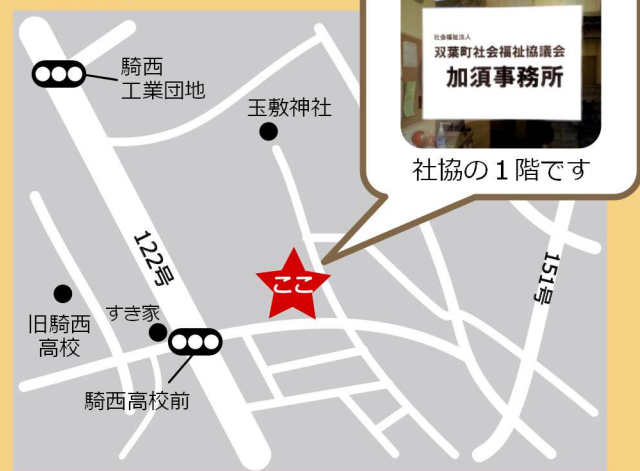 社会福祉法人
双葉町社会福祉協議会
加須事務所
社協の1階です
騎西
工業団地
玉敷神社
122号
151号
ここ
旧騎西
高校
すき家
騎西高校前